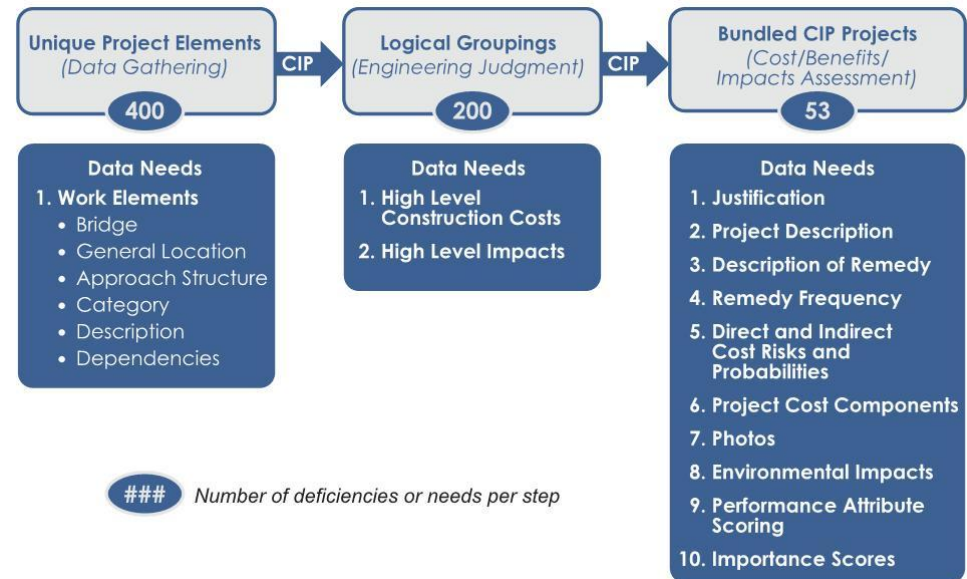 Unique Project Elements
(Data Gathering)
400
CIP
Logical Groupings
(Engineering Judgment)
200
CIP
Bundled CIP Projects
(Cost/Benefits/
Impacts Assessment)
53
Data Needs
1. Work Elements
• Bridge
• General Location
• Approach Structure
• Category
• Description
• Dependencies
Data Needs
1. High Level
Construction Costs
2. High Level Impacts
Data Needs
1. Justification
2. Project Description
3. Description of Remedy
4. Remedy Frequency
5. Direct and Indirect
Cost Risks and
Probabilities
6. Project Cost Components
7. Photos
8. Environmental Impacts
9. Performance Attribute
Scoring
10. Importance Scores
### Number of deficiencies or needs per step